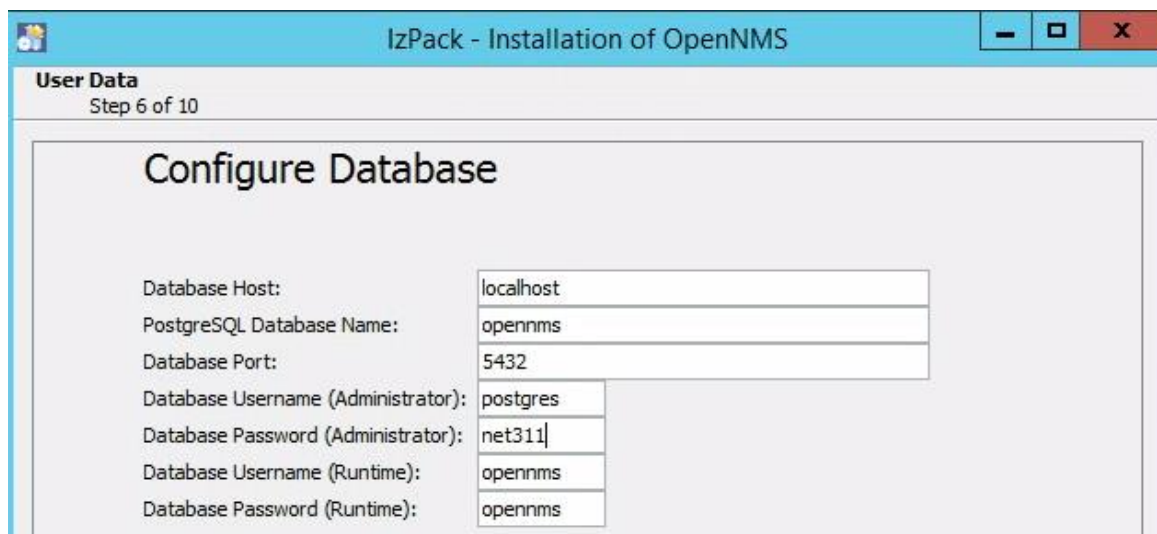 IzPack - Installation of OpenNMS
User Data
Step 6 of 10
Configure Database
Database Host: localhost
PostgreSQL Database Name: opennms
Database Port: 5432
Database Username (Administrator): postgres
Database Password (Administrator): net311
Database Username (Runtime): opennms
Database Password (Runtime): opennms